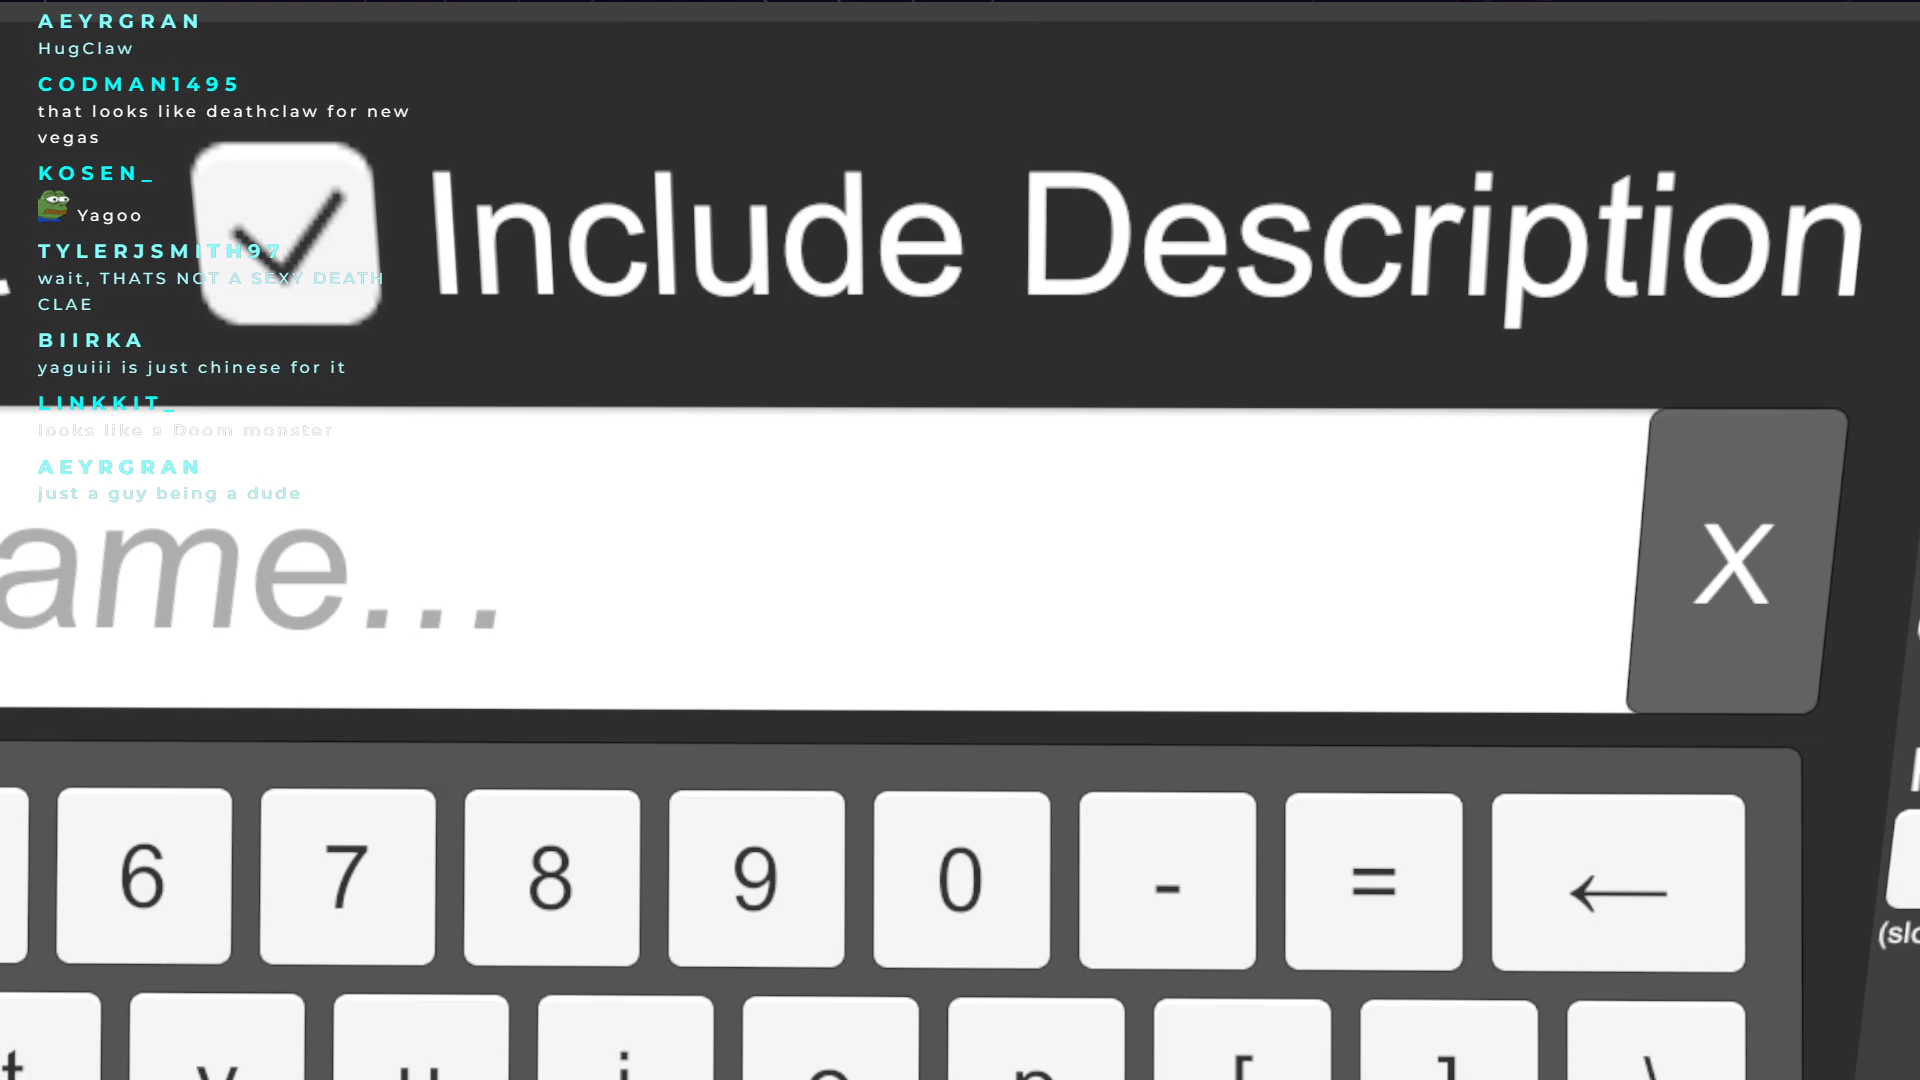 AEYRGRAN
HugClaw
CODMAN1495
that looks like deathclaw for new
vegas
KOSEN_
Yagoo
TYLERJSMITH97
wait, THATS NOT A SEXY DEATH
CLAE
BIIRKA
yaguiii is just chinese for it
LINKKIT_
looks like a Doom monster
AEYRGRAN
just a guy being a dude
Include Description
ame...
X
6 7 8 9 0 - = ←
t y u i o p [ ] \
(slo